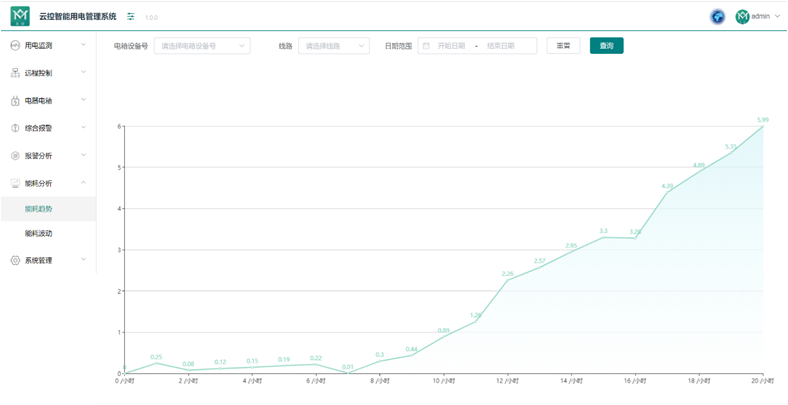 云控智能用电管理系统
1.0.0
admin
用电监测
远程控制
电器电箱
综合报警
报警分析
能耗分析
能耗趋势
能耗波动
系统管理
电箱设备号 请选择电箱设备号 线路 请选择线路 日期范围 开始日期 - 结束日期 重置 查询
6
5
4
3
2
1
0
0 0.25 0.08 0.12 0.15 0.19 0.22 0.01 0.3 0.44 0.89 1.26 2.26 2.57 2.95 3.3 3.28 4.39 4.89 5.35 5.99
0 /小时 2 /小时 4 /小时 6 /小时 8 /小时 10 /小时 12 /小时 14 /小时 16 /小时 18 /小时 20 /小时